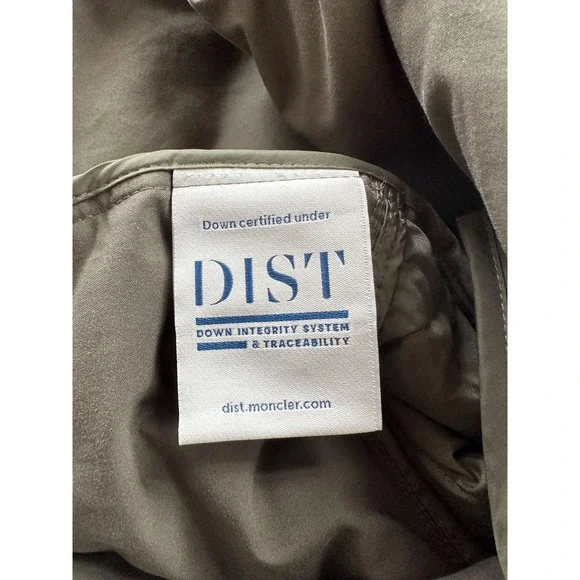 Down certified under
DIST
DOWN INTEGRITY SYSTEM
& TRACEABILITY
dist.moncler.com